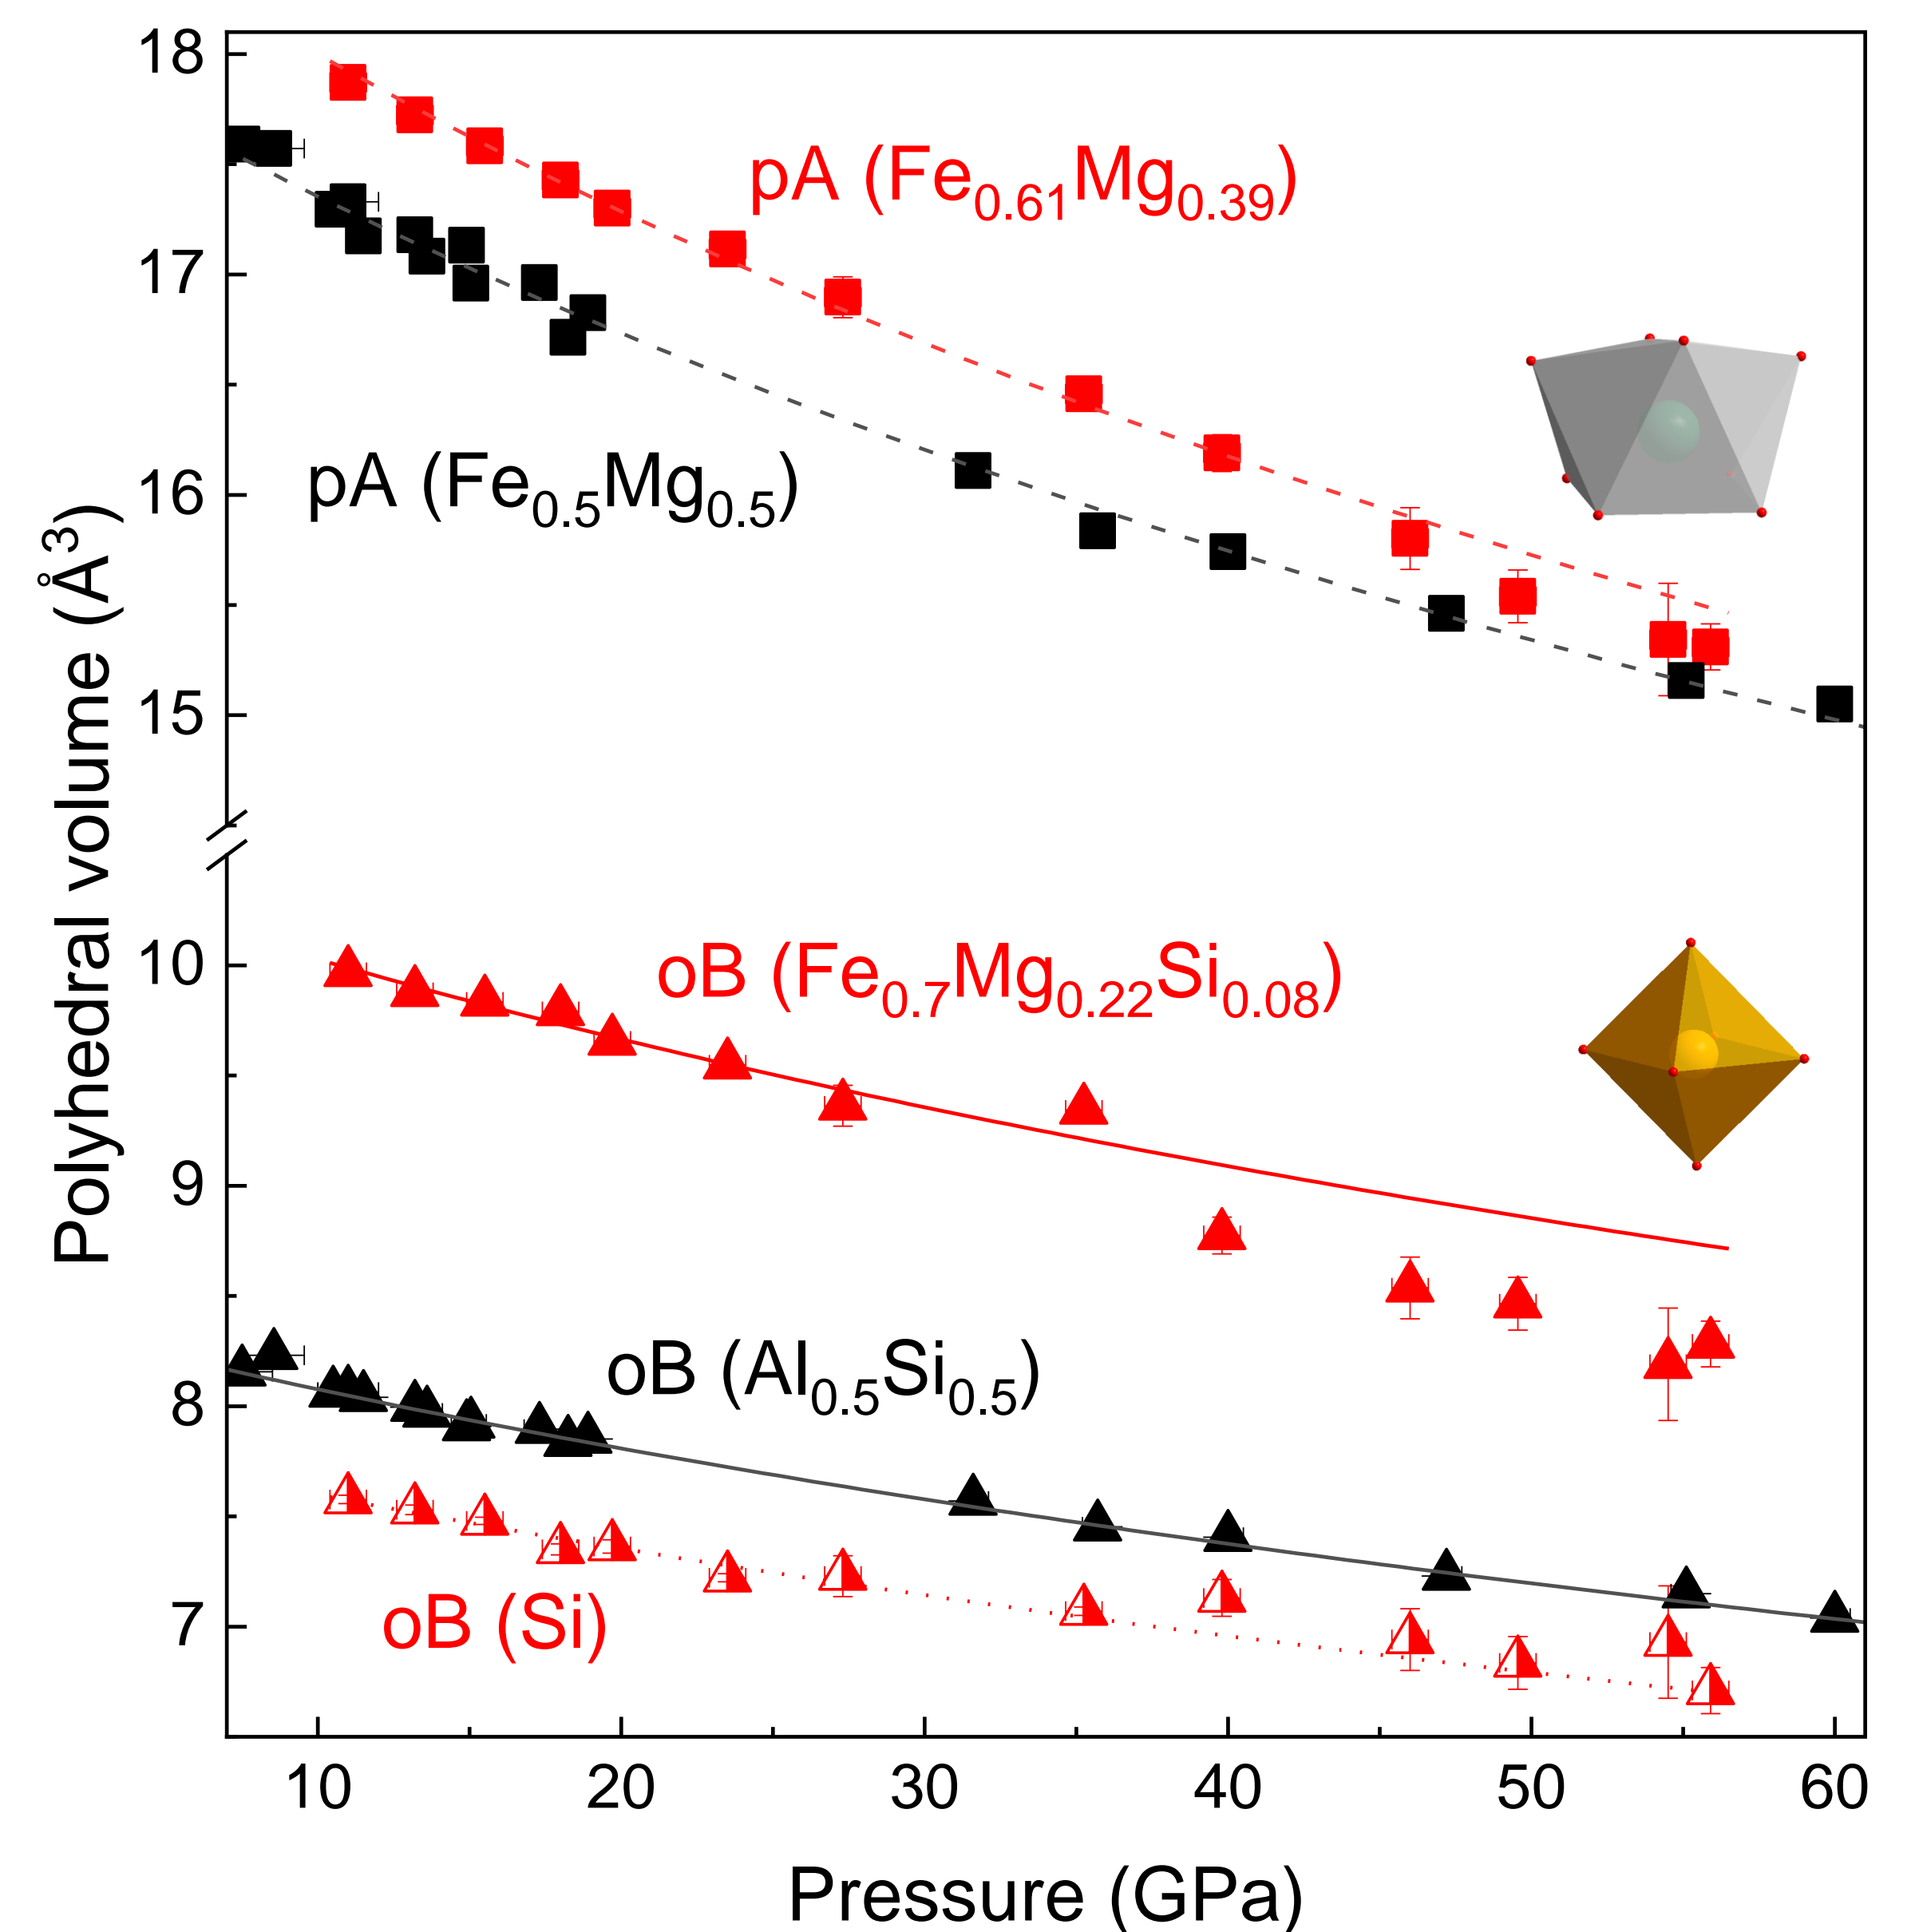 18
17
16
15
10
9
8
7
Polyhedral volume (Å³)
pA (Fe₀.₆₁Mg₀.₃₉)
pA (Fe₀.₅Mg₀.₅)
oB (Fe₀.₇Mg₀.₂₂Si₀.₀₈)
oB (Al₀.₅Si₀.₅)
oB (Si)
10 20 30 40 50 60
Pressure (GPa)